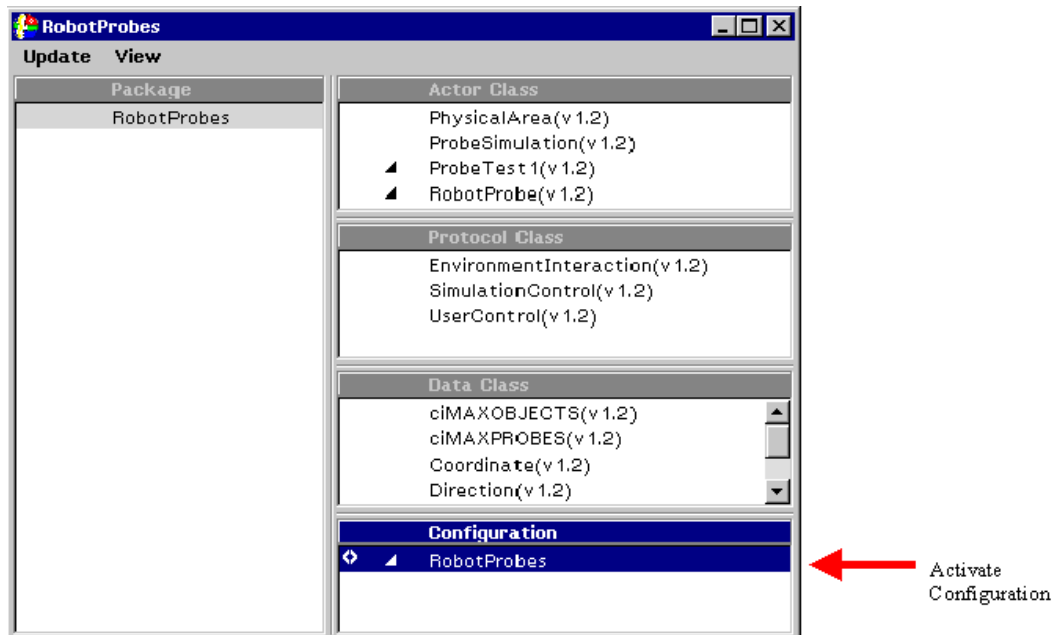 RobotProbes
Update View
Package
RobotProbes
Actor Class
PhysicalArea(v1.2)
ProbeSimulation(v1.2)
ProbeTest1(v1.2)
RobotProbe(v1.2)
Protocol Class
EnvironmentInteraction(v1.2)
SimulationControl(v1.2)
UserControl(v1.2)
Data Class
ciMAXOBJECTS(v1.2)
ciMAXPROBES(v1.2)
Coordinate(v1.2)
Direction(v1.2)
Configuration
RobotProbes
Activate
Configuration